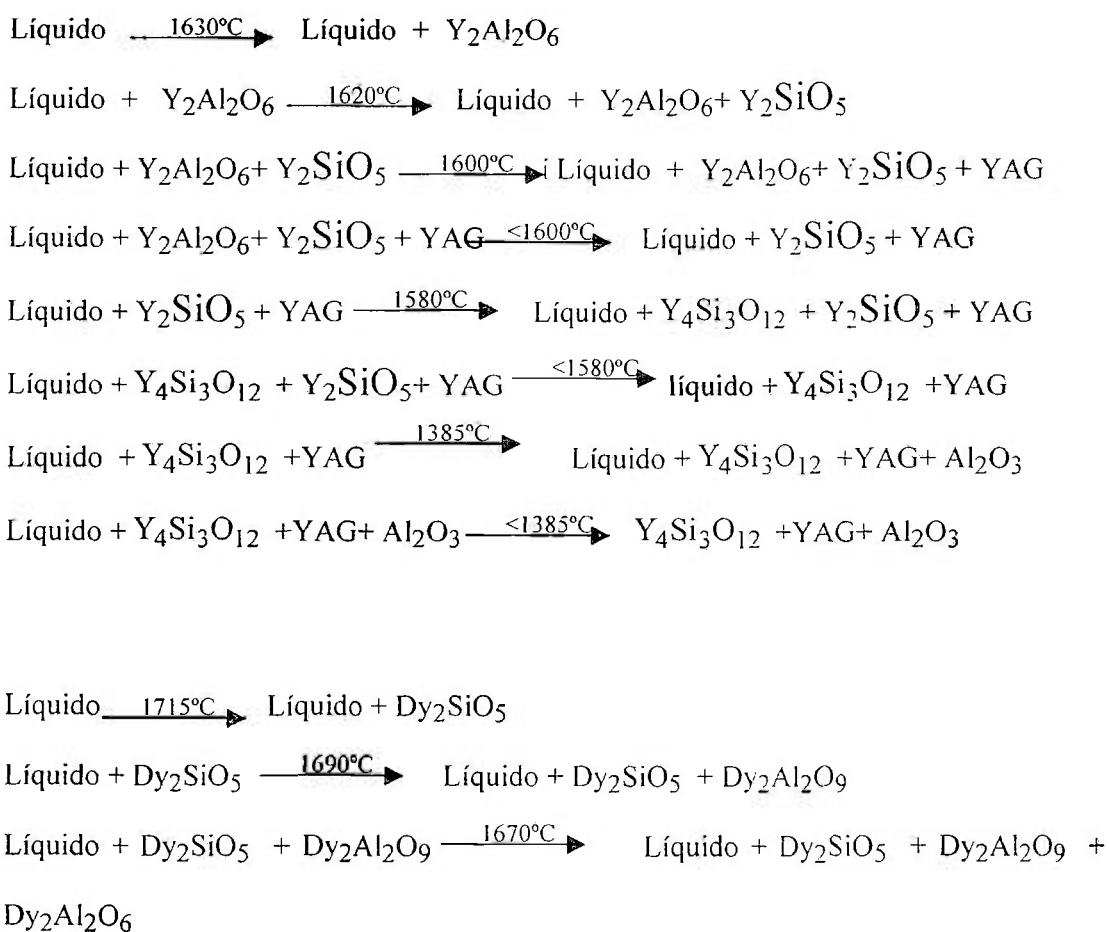 Líquido 1630ºC Líquido + Y2Al2O6
Líquido + Y2Al2O6 1620ºC Líquido + Y2Al2O6+ Y2SiO5
Líquido + Y2Al2O6+ Y2SiO5 1600ºC í Líquido + Y2Al2O6+ Y2SiO5 + YAG
Líquido + Y2Al2O6+ Y2SiO5 + YAG <1600ºC Líquido + Y2SiO5 + YAG
Líquido + Y2SiO5 + YAG 1580ºC Líquido + Y4Si3O12 + Y2SiO5 + YAG
Líquido + Y4Si3O12 + Y2SiO5+ YAG <1580ºC líquido + Y4Si3O12 +YAG
Líquido + Y4Si3O12 +YAG 1385ºC Líquido + Y4Si3O12 +YAG+ Al2O3
Líquido + Y4Si3O12 +YAG+ Al2O3 <1385ºC Y4Si3O12 +YAG+ Al2O3
Líquido 1715ºC Líquido + Dy2SiO5
Líquido + Dy2SiO5 1690ºC Líquido + Dy2SiO5 + Dy2Al2O9
Líquido + Dy2SiO5 + Dy2Al2O9 1670ºC Líquido + Dy2SiO5 + Dy2Al2O9 +
Dy2Al2O6